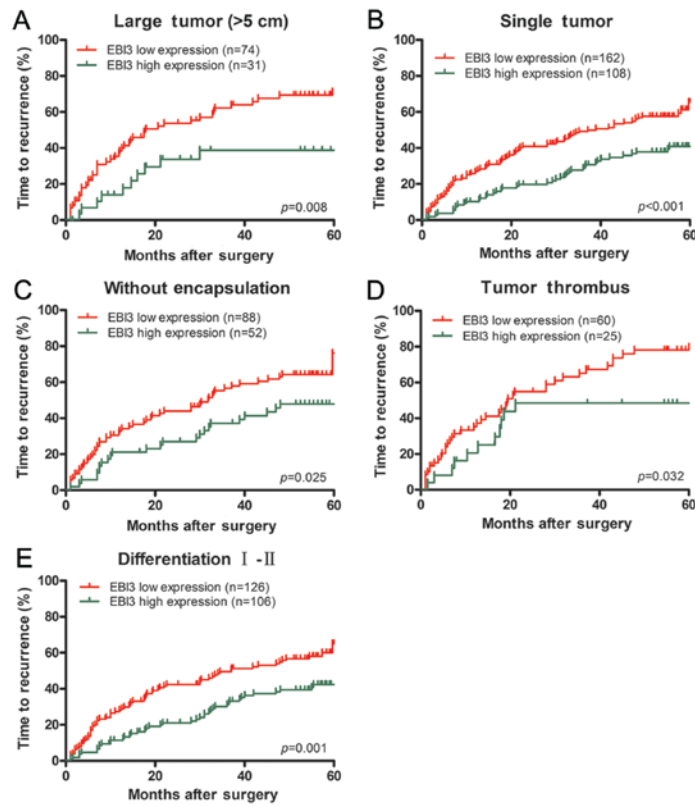 A
Large tumor (>5 cm)
EBI3 low expression (n=74)
EBI3 high expression (n=31)
Time to recurrence (%)
100
80
60
40
20
0
0 20 40 60
p=0.008
Months after surgery
B
Single tumor
EBI3 low expression (n=162)
EBI3 high expression (n=108)
Time to recurrence (%)
100
80
60
40
20
0
0 20 40 60
p<0.001
Months after surgery
C
Without encapsulation
EBI3 low expression (n=88)
EBI3 high expression (n=52)
Time to recurrence (%)
100
80
60
40
20
0
0 20 40 60
p=0.025
Months after surgery
D
Tumor thrombus
EBI3 low expression (n=60)
EBI3 high expression (n=25)
Time to recurrence (%)
100
80
60
40
20
0
0 20 40 60
p=0.032
Months after surgery
E
Differentiation Ⅰ-Ⅱ
EBI3 low expression (n=126)
EBI3 high expression (n=106)
Time to recurrence (%)
100
80
60
40
20
0
0 20 40 60
p=0.001
Months after surgery